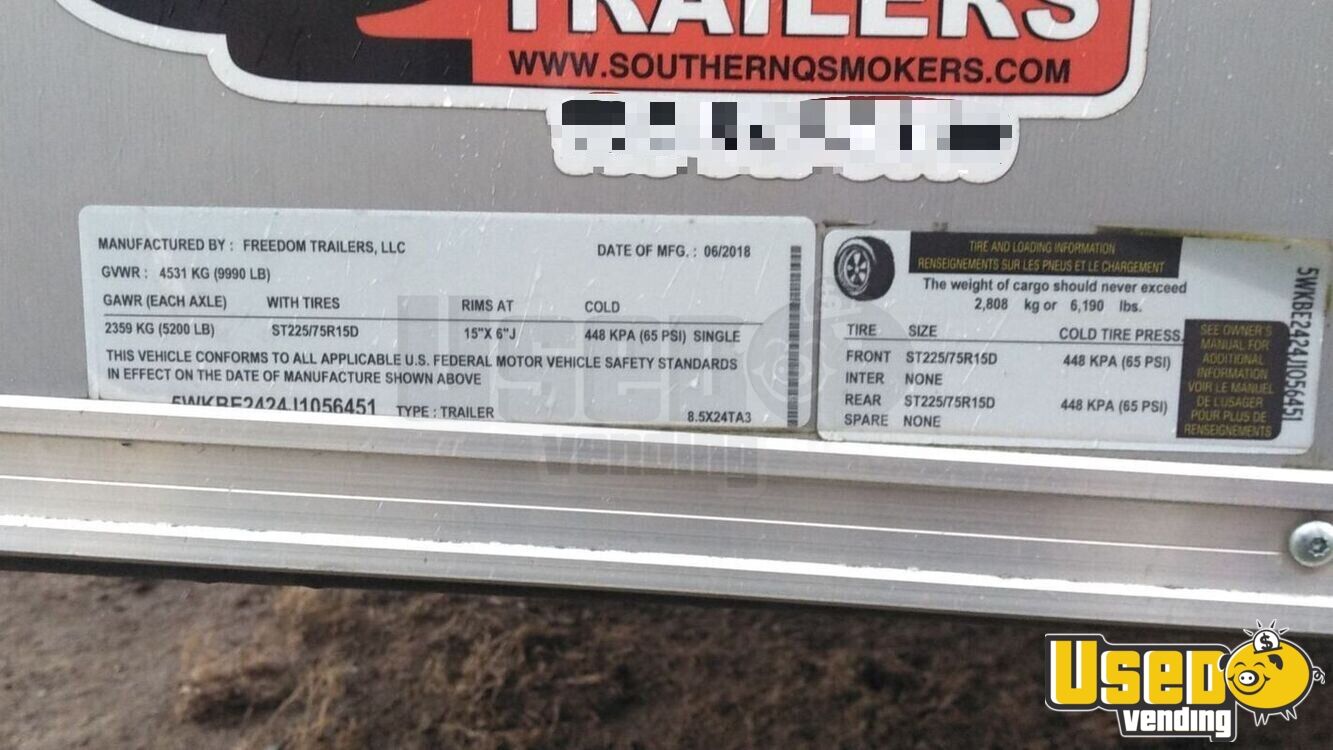 TRAILERS
WWW.SOUTHERNQSMOKERS.COM
MANUFACTURED BY : FREEDOM TRAILERS, LLC DATE OF MFG. : 06/2018
GVWR : 4531 KG (9990 LB)
GAWR (EACH AXLE) WITH TIRES RIMS AT COLD
2359 KG (5200 LB) ST225/75R15D 15"X 6"J 448 KPA (65 PSI) SINGLE
THIS VEHICLE CONFORMS TO ALL APPLICABLE U.S. FEDERAL MOTOR VEHICLE SAFETY STANDARDS
IN EFFECT ON THE DATE OF MANUFACTURE SHOWN ABOVE
5WKBE2424J1056451 TYPE : TRAILER 8.5X24TA3
TIRE AND LOADING INFORMATION
RENSEIGNEMENTS SUR LES PNEUS ET LE CHARGEMENT
The weight of cargo should never exceed
2,808 kg or 6,190 lbs.
TIRE SIZE COLD TIRE PRESS.
FRONT ST225/75R15D 448 KPA (65 PSI)
INTER NONE
REAR ST225/75R15D 448 KPA (65 PSI)
SPARE NONE
SEE OWNER'S
MANUAL FOR
ADDITIONAL
INFORMATION
VOIR LE MANUEL
DE L'USAGER
POUR PLUS DE
RENSEIGNEMENTS
5WKBE2424J1056451
USED
vending
USED
vending